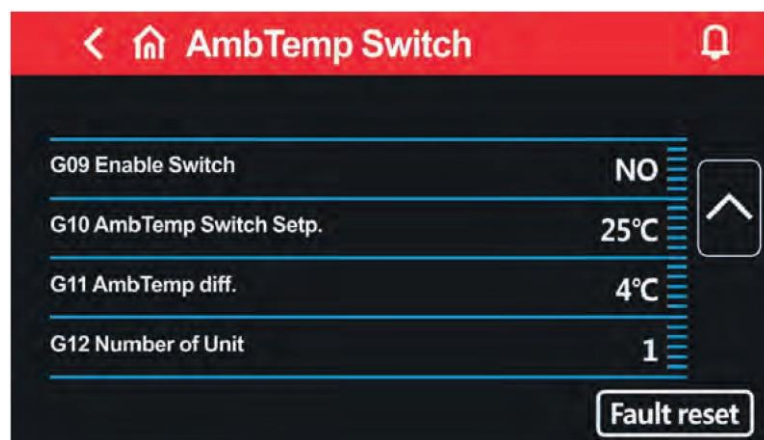 AmbTemp Switch
G09 Enable Switch NO
G10 AmbTemp Switch Setp. 25℃
G11 AmbTemp diff. 4℃
G12 Number of Unit 1
Fault reset